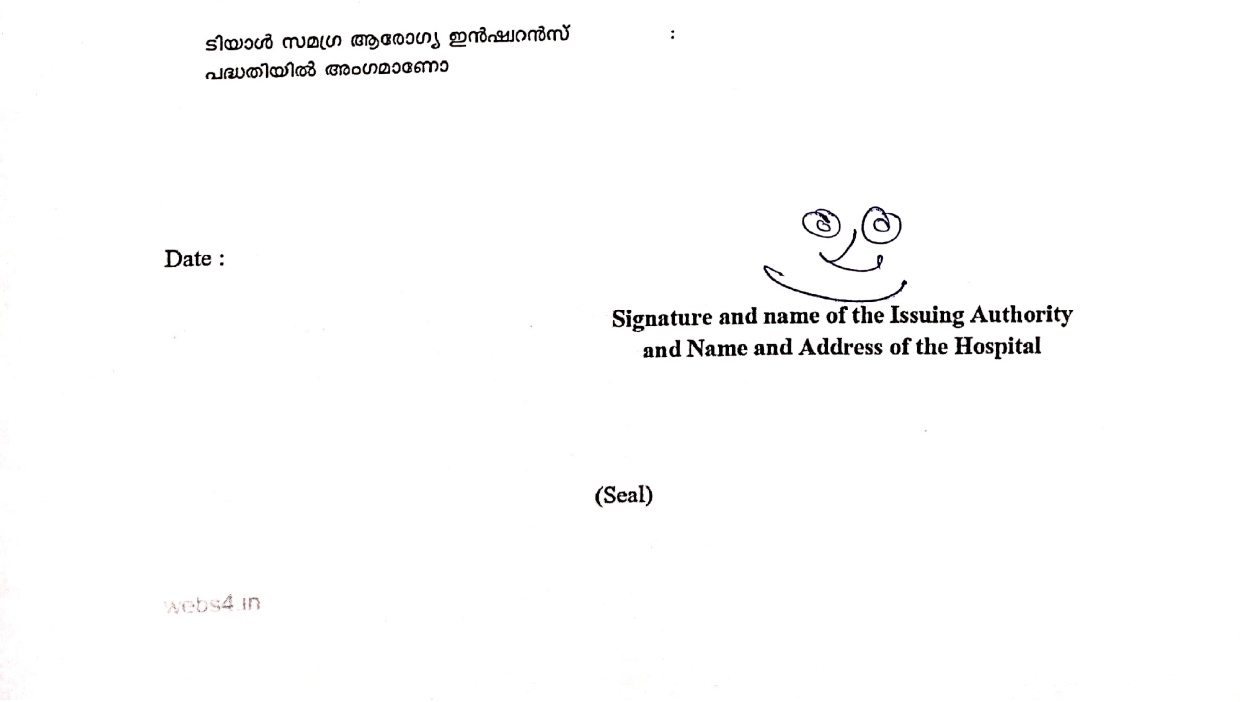 ടിയാൾ സമഗ്ര ആരോഗ്യ ഇൻഷ്വറൻസ് :
പദ്ധതിയിൽ അംഗമാണോ
Date :
Signature and name of the Issuing Authority
and Name and Address of the Hospital
(Seal)
webs4.in